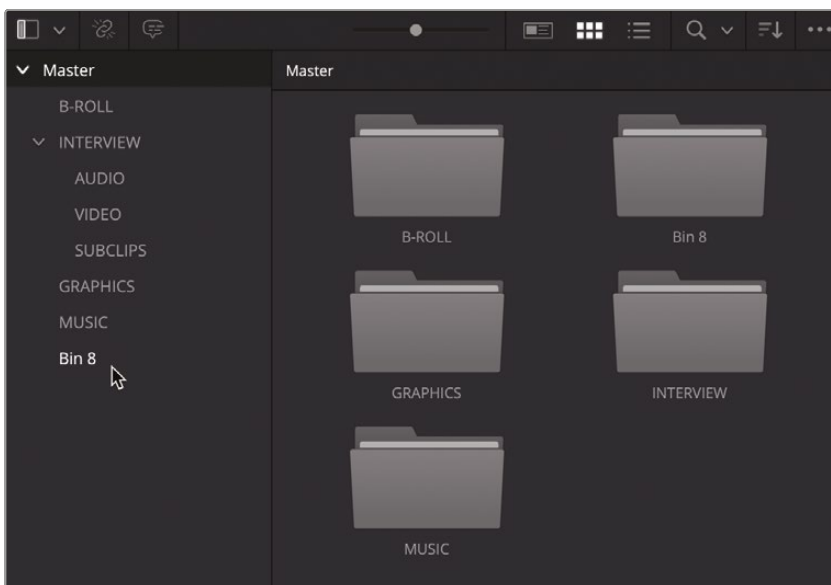 Master
B-ROLL
INTERVIEW
AUDIO
VIDEO
SUBCLIPS
GRAPHICS
MUSIC
Bin 8
Master
B-ROLL
Bin 8
GRAPHICS
INTERVIEW
MUSIC